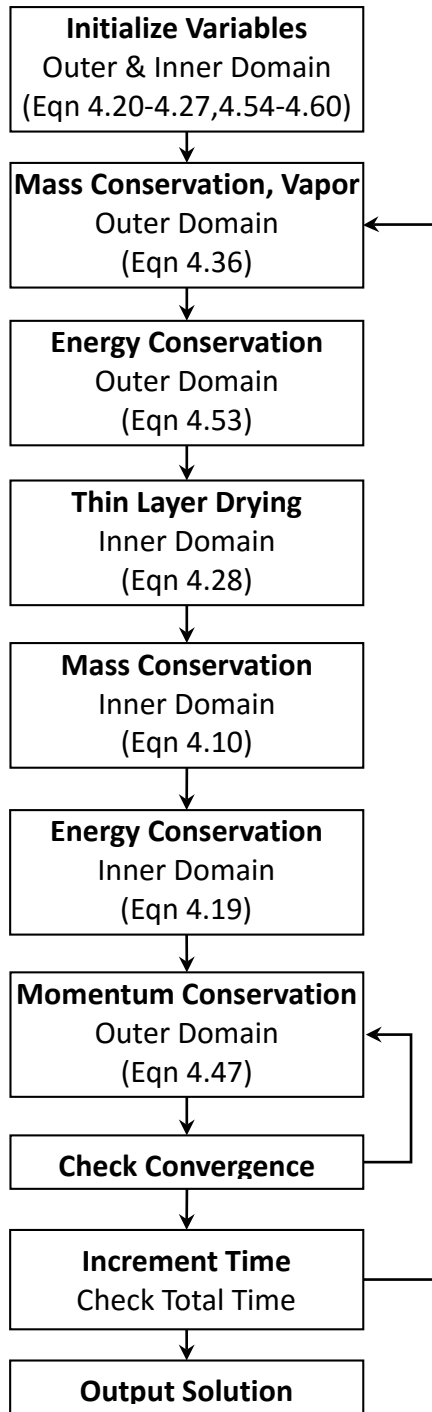 Initialize Variables
Outer & Inner Domain
(Eqn 4.20-4.27,4.54-4.60)
Mass Conservation, Vapor
Outer Domain
(Eqn 4.36)
Energy Conservation
Outer Domain
(Eqn 4.53)
Thin Layer Drying
Inner Domain
(Eqn 4.28)
Mass Conservation
Inner Domain
(Eqn 4.10)
Energy Conservation
Inner Domain
(Eqn 4.19)
Momentum Conservation
Outer Domain
(Eqn 4.47)
Check Convergence
Increment Time
Check Total Time
Output Solution